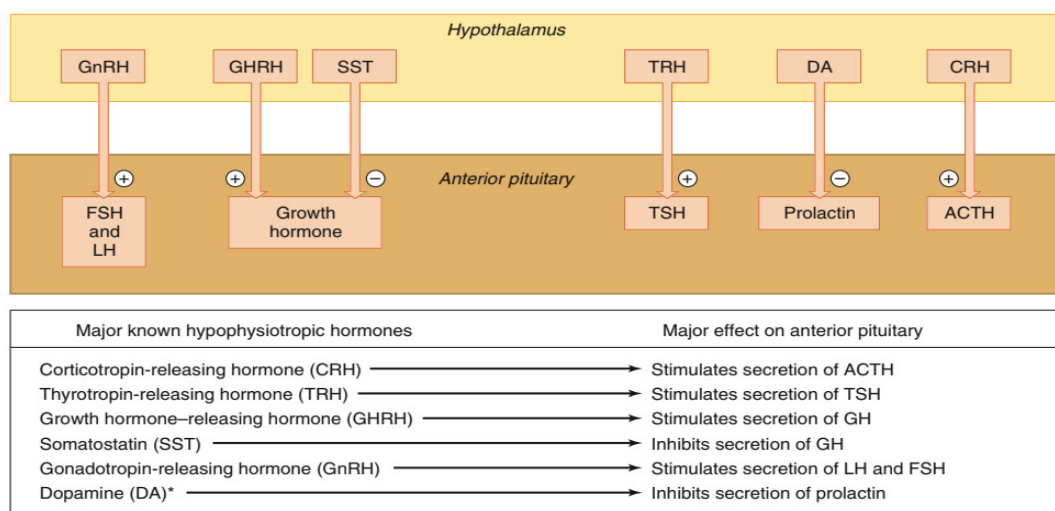 Hypothalamus
GnRH GHRH SST TRH DA CRH
+ + − Anterior pituitary + − +
FSH
and
LH
Growth
hormone
TSH
Prolactin
ACTH
Major known hypophysiotropic hormones Major effect on anterior pituitary
Corticotropin-releasing hormone (CRH) Stimulates secretion of ACTH
Thyrotropin-releasing hormone (TRH) Stimulates secretion of TSH
Growth hormone–releasing hormone (GHRH) Stimulates secretion of GH
Somatostatin (SST) Inhibits secretion of GH
Gonadotropin-releasing hormone (GnRH) Stimulates secretion of LH and FSH
Dopamine (DA)* Inhibits secretion of prolactin